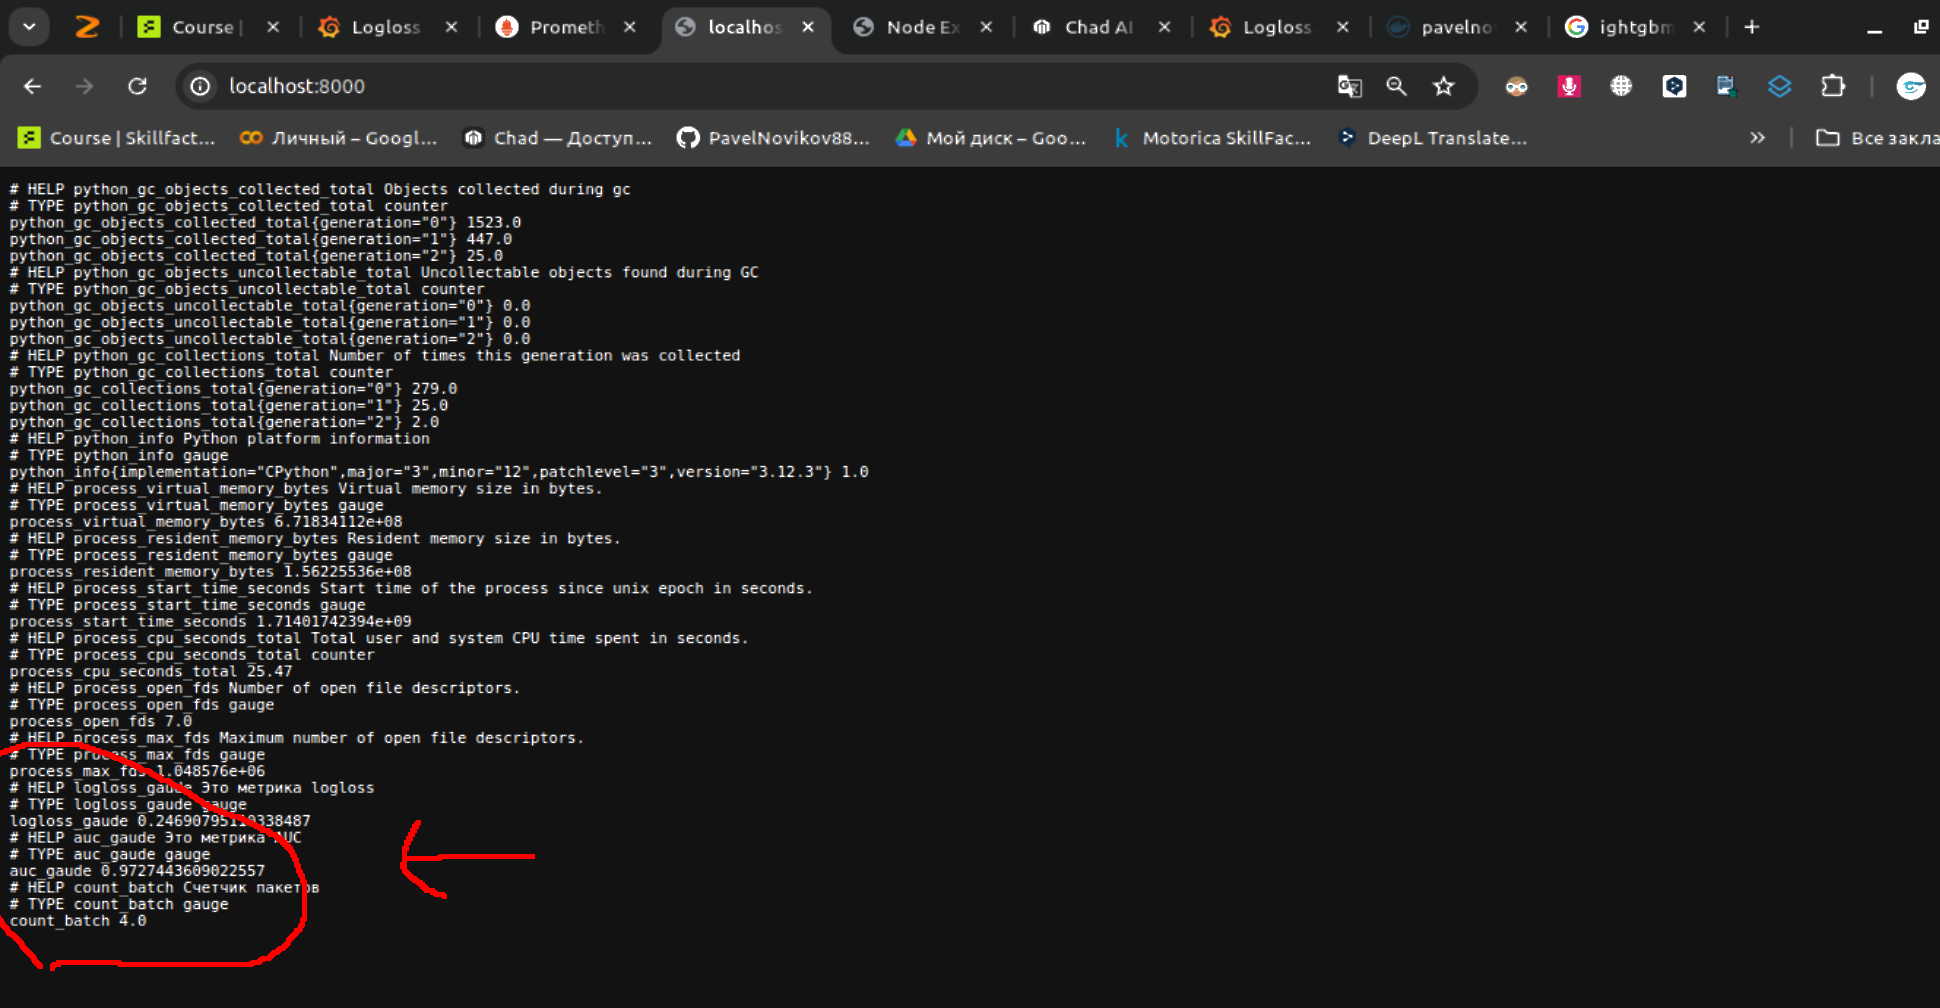 Course |
Logloss
Prometh
localhos
Node Ex
Chad AI
Logloss
pavelno
ightgbm
localhost:8000
Course | Skillfact...
Личный – Googl...
Chad — Доступ...
PavelNovikov88...
Мой диск – Goo...
Motorica SkillFac...
DeepL Translate...
Все закла
# HELP python_gc_objects_collected_total Objects collected during gc
# TYPE python_gc_objects_collected_total counter
python_gc_objects_collected_total{generation="0"} 1523.0
python_gc_objects_collected_total{generation="1"} 447.0
python_gc_objects_collected_total{generation="2"} 25.0
# HELP python_gc_objects_uncollectable_total Uncollectable objects found during GC
# TYPE python_gc_objects_uncollectable_total counter
python_gc_objects_uncollectable_total{generation="0"} 0.0
python_gc_objects_uncollectable_total{generation="1"} 0.0
python_gc_objects_uncollectable_total{generation="2"} 0.0
# HELP python_gc_collections_total Number of times this generation was collected
# TYPE python_gc_collections_total counter
python_gc_collections_total{generation="0"} 279.0
python_gc_collections_total{generation="1"} 25.0
python_gc_collections_total{generation="2"} 2.0
# HELP python_info Python platform information
# TYPE python_info gauge
python_info{implementation="CPython",major="3",minor="12",patchlevel="3",version="3.12.3"} 1.0
# HELP process_virtual_memory_bytes Virtual memory size in bytes.
# TYPE process_virtual_memory_bytes gauge
process_virtual_memory_bytes 6.71834112e+08
# HELP process_resident_memory_bytes Resident memory size in bytes.
# TYPE process_resident_memory_bytes gauge
process_resident_memory_bytes 1.56225536e+08
# HELP process_start_time_seconds Start time of the process since unix epoch in seconds.
# TYPE process_start_time_seconds gauge
process_start_time_seconds 1.71401742394e+09
# HELP process_cpu_seconds_total Total user and system CPU time spent in seconds.
# TYPE process_cpu_seconds_total counter
process_cpu_seconds_total 25.47
# HELP process_open_fds Number of open file descriptors.
# TYPE process_open_fds gauge
process_open_fds 7.0
# HELP process_max_fds Maximum number of open file descriptors.
# TYPE process_max_fds gauge
process_max_fds 1.048576e+06
# HELP logloss_gaude Это метрика logloss
# TYPE logloss_gaude gauge
logloss_gaude
# HELP auc_gaude Это метрика AUC
# TYPE auc_gaude gauge
auc_gaude 0.9727443609022557
# HELP count_batch Счетчик пакетов
# TYPE count_batch gauge
count_batch 4.0